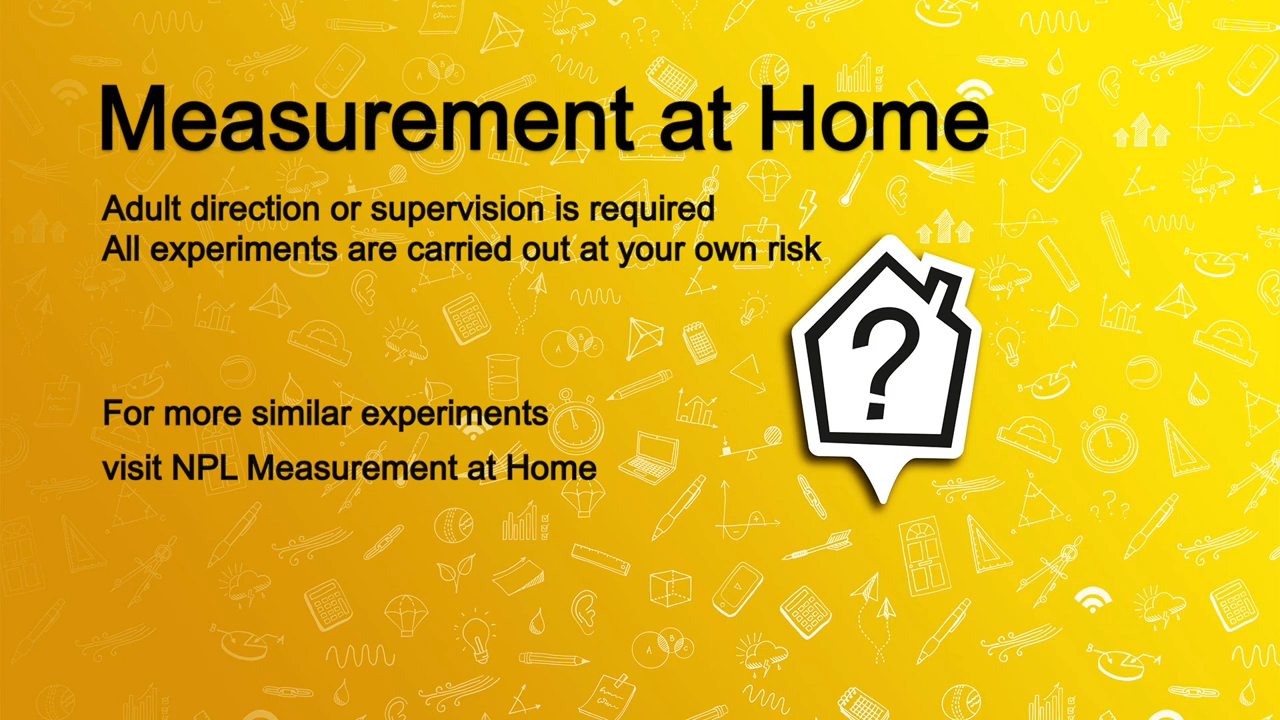 Measurement at Home
Adult direction or supervision is required
All experiments are carried out at your own risk
?
For more similar experiments
visit NPL Measurement at Home